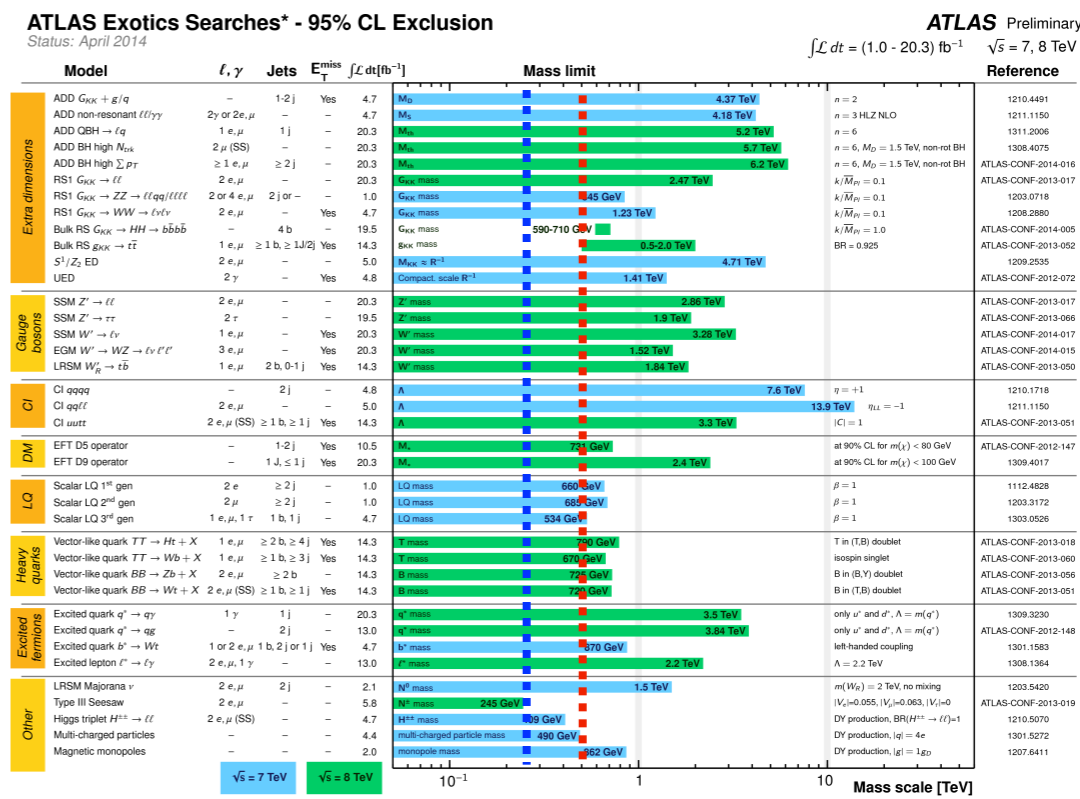 ATLAS Exotics Searches* - 95% CL Exclusion
Status: April 2014
ATLAS Preliminary
∫ℒ dt = (1.0 - 20.3) fb⁻¹ √s = 7, 8 TeV
Model ℓ, γ Jets E_T^miss ∫ℒ dt[fb⁻¹] Mass limit Reference
Extra dimensions
ADD G_KK + g/q – 1-2 j Yes 4.7 M_D 4.37 TeV n = 2 1210.4491
ADD non-resonant ℓℓ/γγ 2γ or 2e, μ – – 4.7 M_S 4.18 TeV n = 3 HLZ NLO 1211.1150
ADD QBH → ℓq 1 e, μ 1 j – 20.3 M_th 5.2 TeV n = 6 1311.2006
ADD BH high N_trk 2 μ (SS) – – 20.3 M_th 5.7 TeV n = 6, M_D = 1.5 TeV, non-rot BH 1308.4075
ADD BH high ∑ p_T ≥ 1 e, μ ≥ 2 j – 20.3 M_th 6.2 TeV n = 6, M_D = 1.5 TeV, non-rot BH ATLAS-CONF-2014-016
RS1 G_KK → ℓℓ 2 e, μ – – 20.3 G_KK mass 2.47 TeV k/M̅_Pl = 0.1 ATLAS-CONF-2013-017
RS1 G_KK → ZZ → ℓℓqq/ℓℓℓℓ 2 or 4 e, μ 2 j or – – 1.0 G_KK mass 45 GeV k/M̅_Pl = 0.1 1203.0718
RS1 G_KK → WW → ℓνℓν 2 e, μ – Yes 4.7 G_KK mass 1.23 TeV k/M̅_Pl = 0.1 1208.2880
Bulk RS G_KK → HH → bb̅bb̅ – 4 b – 19.5 G_KK mass 590-710 GeV k/M̅_Pl = 1.0 ATLAS-CONF-2014-005
Bulk RS g_KK → tt̅ 1 e, μ ≥ 1 b, ≥ 1J/2j Yes 14.3 g_KK mass 0.5-2.0 TeV BR = 0.925 ATLAS-CONF-2013-052
S¹/Z₂ ED 2 e, μ – – 5.0 M_KK ≈ R⁻¹ 4.71 TeV 1209.2535
UED 2 γ – Yes 4.8 Compact. scale R⁻¹ 1.41 TeV ATLAS-CONF-2012-072
Gauge bosons
SSM Z′ → ℓℓ 2 e, μ – – 20.3 Z′ mass 2.86 TeV ATLAS-CONF-2013-017
SSM Z′ → ττ 2 τ – – 19.5 Z′ mass 1.9 TeV ATLAS-CONF-2013-066
SSM W′ → ℓν 1 e, μ – Yes 20.3 W′ mass 3.28 TeV ATLAS-CONF-2014-017
EGM W′ → WZ → ℓν ℓ′ℓ′ 3 e, μ – Yes 20.3 W′ mass 1.52 TeV ATLAS-CONF-2014-015
LRSM W′_R → tb̅ 1 e, μ 2 b, 0-1 j Yes 14.3 W′ mass 1.84 TeV ATLAS-CONF-2013-050
CI
CI qqqq – 2 j – 4.8 Λ 7.6 TeV η = +1 1210.1718
CI qqℓℓ 2 e, μ – – 5.0 Λ 13.9 TeV η_LL = −1 1211.1150
CI uutt 2 e, μ (SS) ≥ 1 b, ≥ 1 j Yes 14.3 Λ 3.3 TeV |C| = 1 ATLAS-CONF-2013-051
DM
EFT D5 operator – 1-2 j Yes 10.5 M_* 731 GeV at 90% CL for m(χ) < 80 GeV ATLAS-CONF-2012-147
EFT D9 operator – 1 J, ≤ 1 j Yes 20.3 M_* 2.4 TeV at 90% CL for m(χ) < 100 GeV 1309.4017
LQ
Scalar LQ 1st gen 2 e ≥ 2 j – 1.0 LQ mass 660 GeV β = 1 1112.4828
Scalar LQ 2nd gen 2 μ ≥ 2 j – 1.0 LQ mass 685 GeV β = 1 1203.3172
Scalar LQ 3rd gen 1 e, μ, 1 τ 1 b, 1 j – 4.7 LQ mass 534 GeV β = 1 1303.0526
Heavy quarks
Vector-like quark TT → Ht + X 1 e, μ ≥ 2 b, ≥ 4 j Yes 14.3 T mass 790 GeV T in (T,B) doublet ATLAS-CONF-2013-018
Vector-like quark TT → Wb + X 1 e, μ ≥ 1 b, ≥ 3 j Yes 14.3 T mass 670 GeV isospin singlet ATLAS-CONF-2013-060
Vector-like quark BB → Zb + X 2 e, μ ≥ 2 b – 14.3 B mass 725 GeV B in (B,Y) doublet ATLAS-CONF-2013-056
Vector-like quark BB → Wt + X 2 e, μ (SS) ≥ 1 b, ≥ 1 j Yes 14.3 B mass 720 GeV B in (T,B) doublet ATLAS-CONF-2013-051
Excited fermions
Excited quark q* → qγ 1 γ 1 j – 20.3 q* mass 3.5 TeV only u* and d*, Λ = m(q*) 1309.3230
Excited quark q* → qg – 2 j – 13.0 q* mass 3.84 TeV only u* and d*, Λ = m(q*) ATLAS-CONF-2012-148
Excited quark b* → Wt 1 or 2 e, μ 1 b, 2 j or 1 j Yes 4.7 b* mass 870 GeV left-handed coupling 1301.1583
Excited lepton ℓ* → ℓγ 2 e, μ, 1 γ – – 13.0 ℓ* mass 2.2 TeV Λ = 2.2 TeV 1308.1364
Other
LRSM Majorana ν 2 e, μ 2 j – 2.1 N⁰ mass 1.5 TeV m(W_R) = 2 TeV, no mixing 1203.5420
Type III Seesaw 2 e, μ – – 5.8 N± mass 245 GeV |V_e|=0.055, |V_μ|=0.063, |V_τ|=0 ATLAS-CONF-2013-019
Higgs triplet H±± → ℓℓ 2 e, μ (SS) – – 4.7 H±± mass 09 GeV DY production, BR(H±± → ℓℓ)=1 1210.5070
Multi-charged particles – – – 4.4 multi-charged particle mass 490 GeV DY production, |q| = 4e 1301.5272
Magnetic monopoles – – – 2.0 monopole mass 862 GeV DY production, |g| = 1g_D 1207.6411
√s = 7 TeV √s = 8 TeV
10⁻¹ 1 10
Mass scale [TeV]